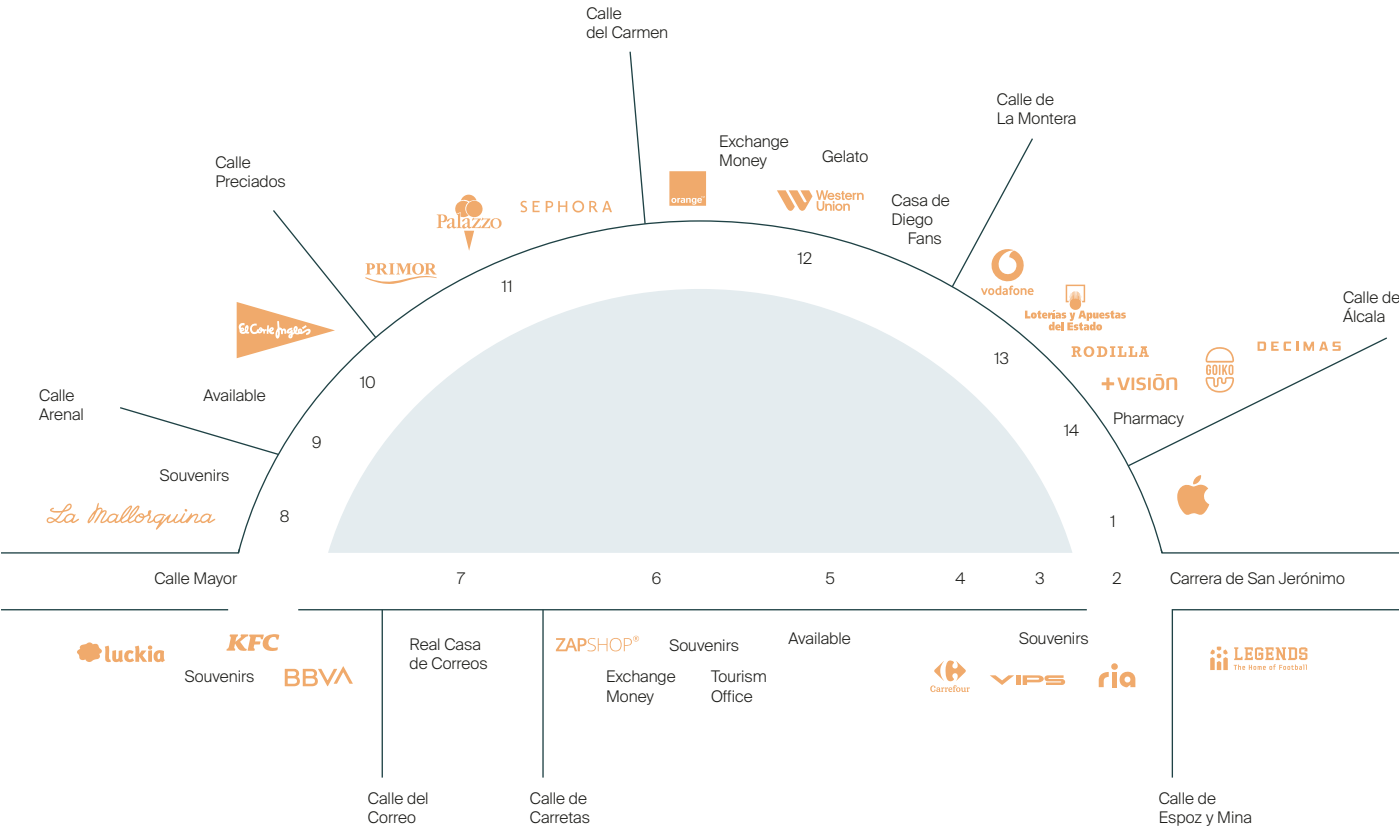 Calle
del Carmen
Calle de
La Montera
Exchange
Money
Gelato
Calle
Preciados
orange
Western
Union
Casa de
Diego
Fans
SEPHORA
Palazzo
PRIMOR
12
11
vodafone
Loterías y Apuestas
del Estado
Calle de
Álcala
El Corte Inglés
13
RODILLA
GOIKO
DECIMAS
+VISIÓN
10
Calle
Arenal
Available
9
14
Pharmacy
Souvenirs
La Mallorquina
8
1
Calle Mayor
7
6
5
4
3
2
Carrera de San Jerónimo
luckia
KFC
Souvenirs
BBVA
Real Casa
de Correos
ZAPSHOP®
Souvenirs
Exchange
Money
Tourism
Office
Available
Souvenirs
Carrefour
VIPS
ria
LEGENDS
The Home of Football
Calle del
Correo
Calle de
Carretas
Calle de
Espoz y Mina